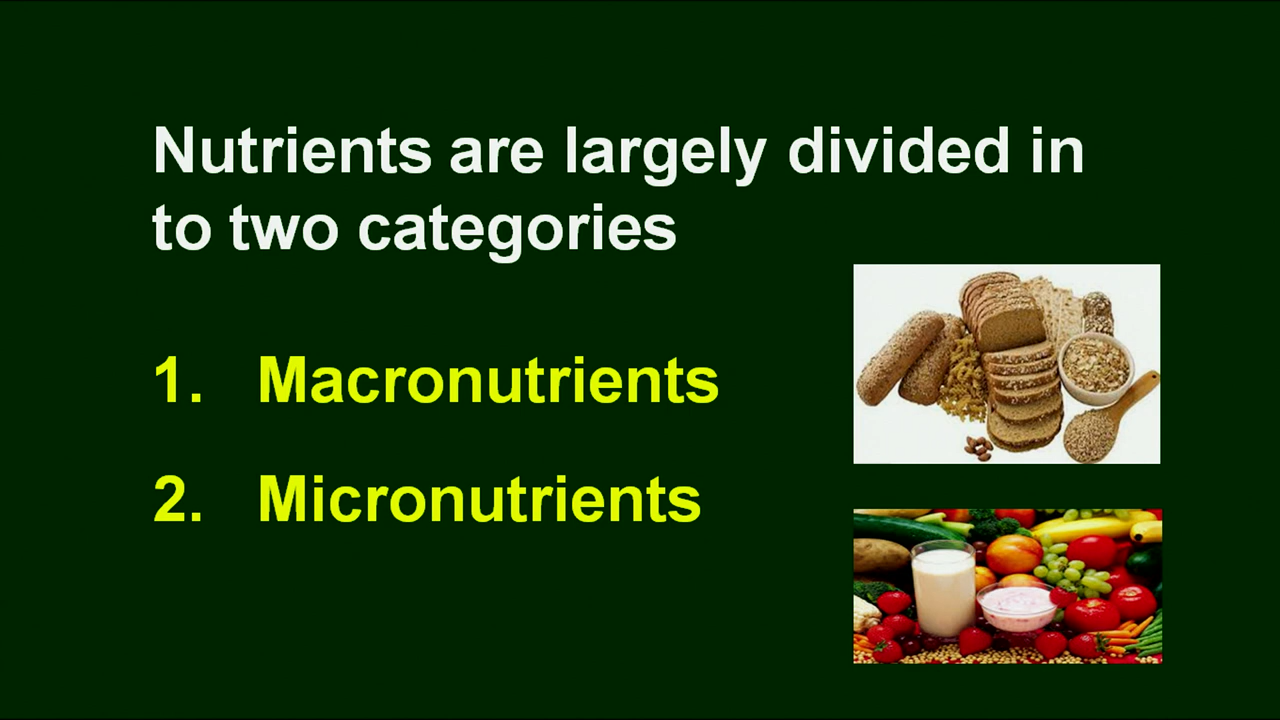 Nutrients are largely divided in
to two categories
1. Macronutrients
2. Micronutrients